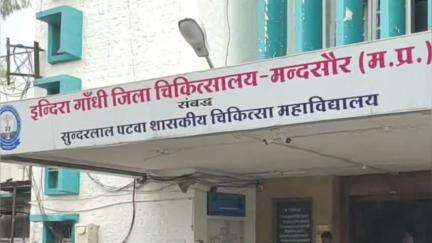 इन्दिरा गाँधी जिला चिकित्सालय-मन्दसौर (म.प्र.)
संबद्ध
सुन्दरलाल पटवा शासकीय चिकित्सा महाविद्यालय